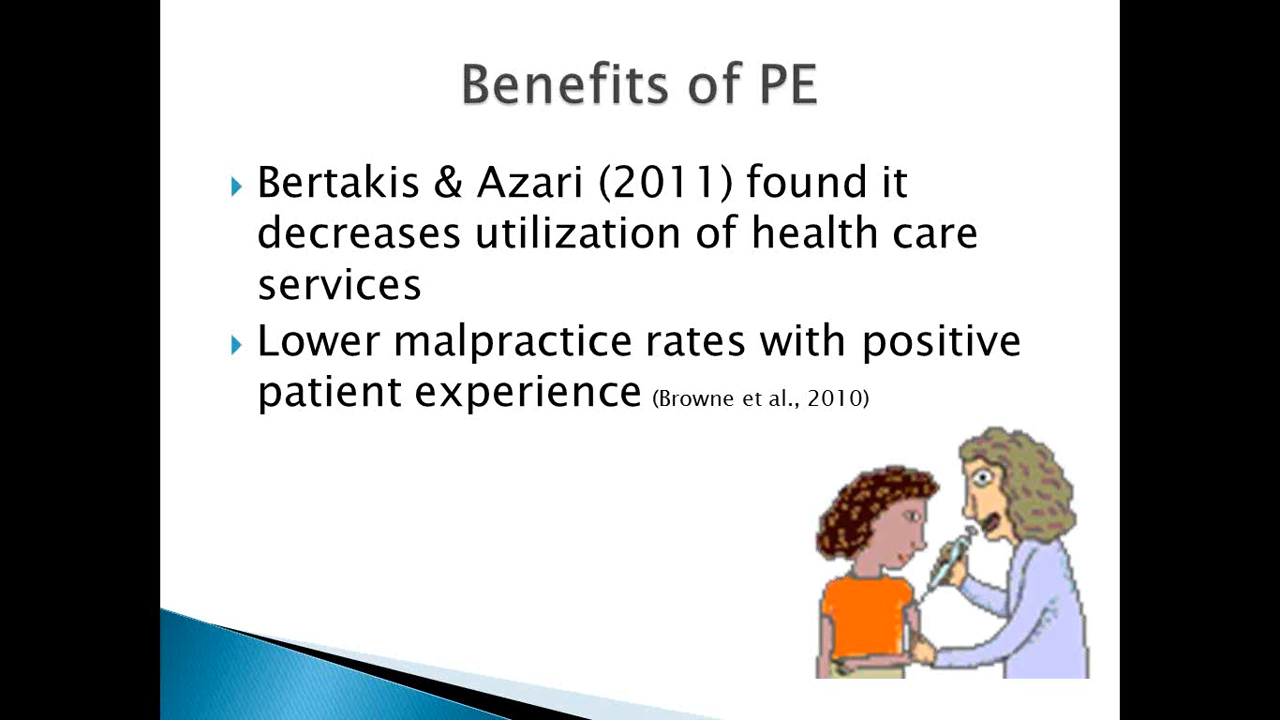 Benefits of PE
Bertakis & Azari (2011) found it
decreases utilization of health care
services
Lower malpractice rates with positive
patient experience (Browne et al., 2010)